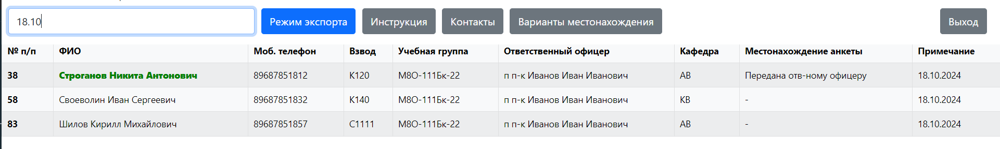 18.10 Режим экспорта Инструкция Контакты Варианты местонахождения Выход
№ п/п ФИО Моб. телефон Взвод Учебная группа Ответственный офицер Кафедра Местонахождение анкеты Примечание
38 Строганов Никита Антонович 89687851812 К120 М8О-111Бк-22 п п-к Иванов Иван Иванович АВ Передана отв-ному офицеру 18.10.2024
58 Своеволин Иван Сергеевич 89687851832 К140 М8О-111Бк-22 п п-к Иванов Иван Иванович КВ - 18.10.2024
83 Шилов Кирилл Михайлович 89687851857 С1111 М8О-111Бк-22 п п-к Иванов Иван Иванович АВ - 18.10.2024